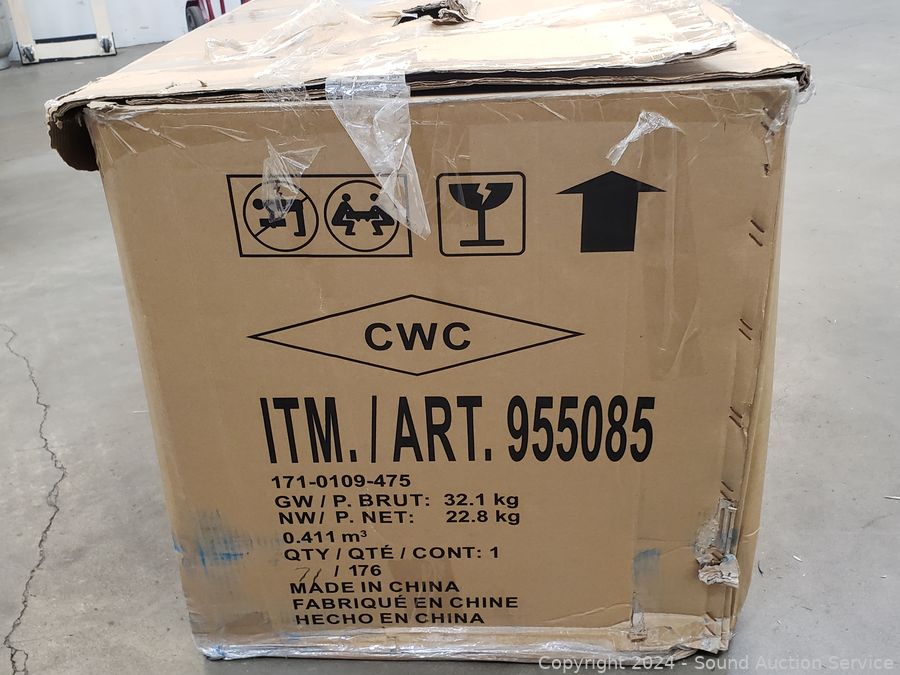 CWC
ITM. / ART. 955085
171-0109-475
GW / P. BRUT: 32.1 kg
NW / P. NET: 22.8 kg
0.411 m³
QTY / QTÉ / CONT: 1
71 / 176
MADE IN CHINA
FABRIQUÉ EN CHINE
HECHO EN CHINA
Copyright 2024 - Sound Auction Service